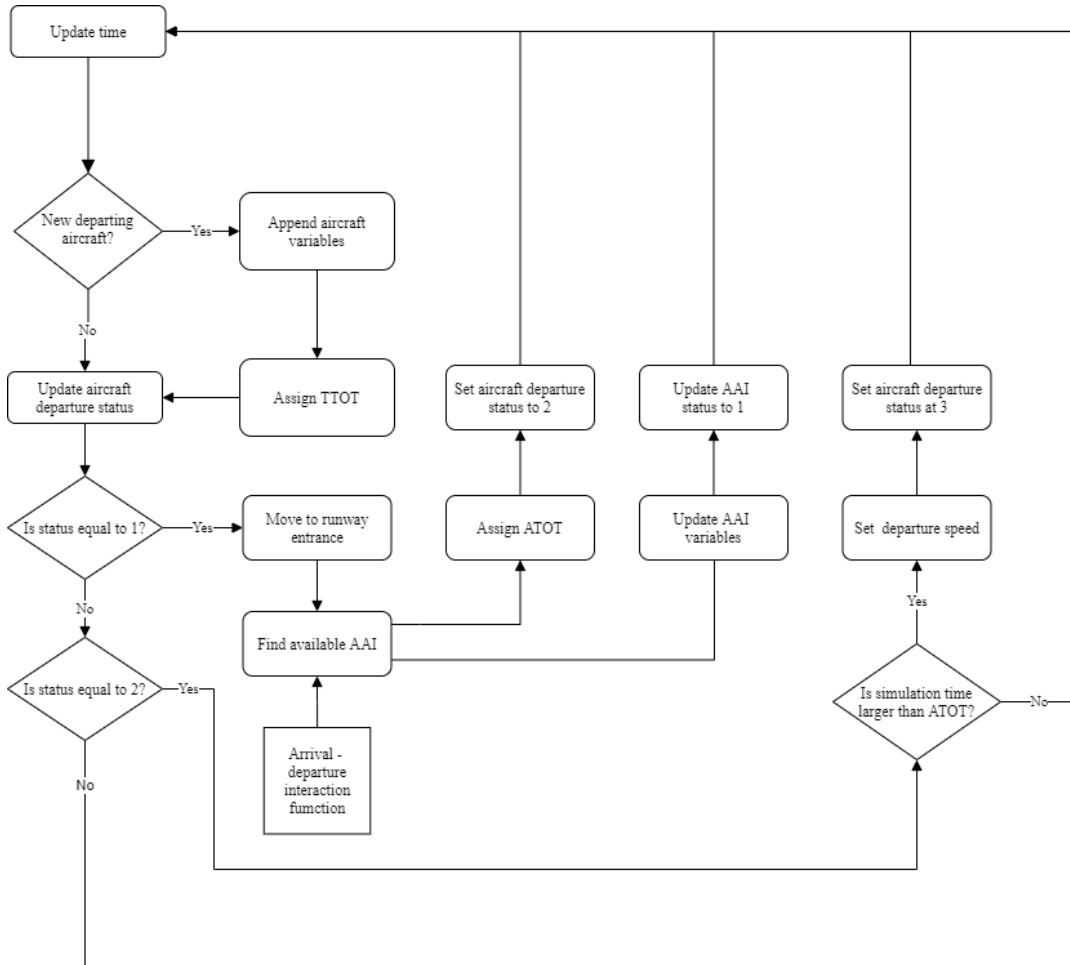 Update time
New departing
aircraft?
Yes
Append aircraft
variables
No
Update aircraft
departure status
Assign TTOT
Set aircraft departure
status to 2
Update AAI
status to 1
Set aircraft departure
status at 3
Is status equal to 1?
Yes
Move to runway
entrance
Assign ATOT
Update AAI
variables
Set departure speed
No
Yes
Find available AAI
Is status equal to 2?
Yes
Is simulation time
larger than ATOT?
No
Arrival -
departure
interaction
fumction
No